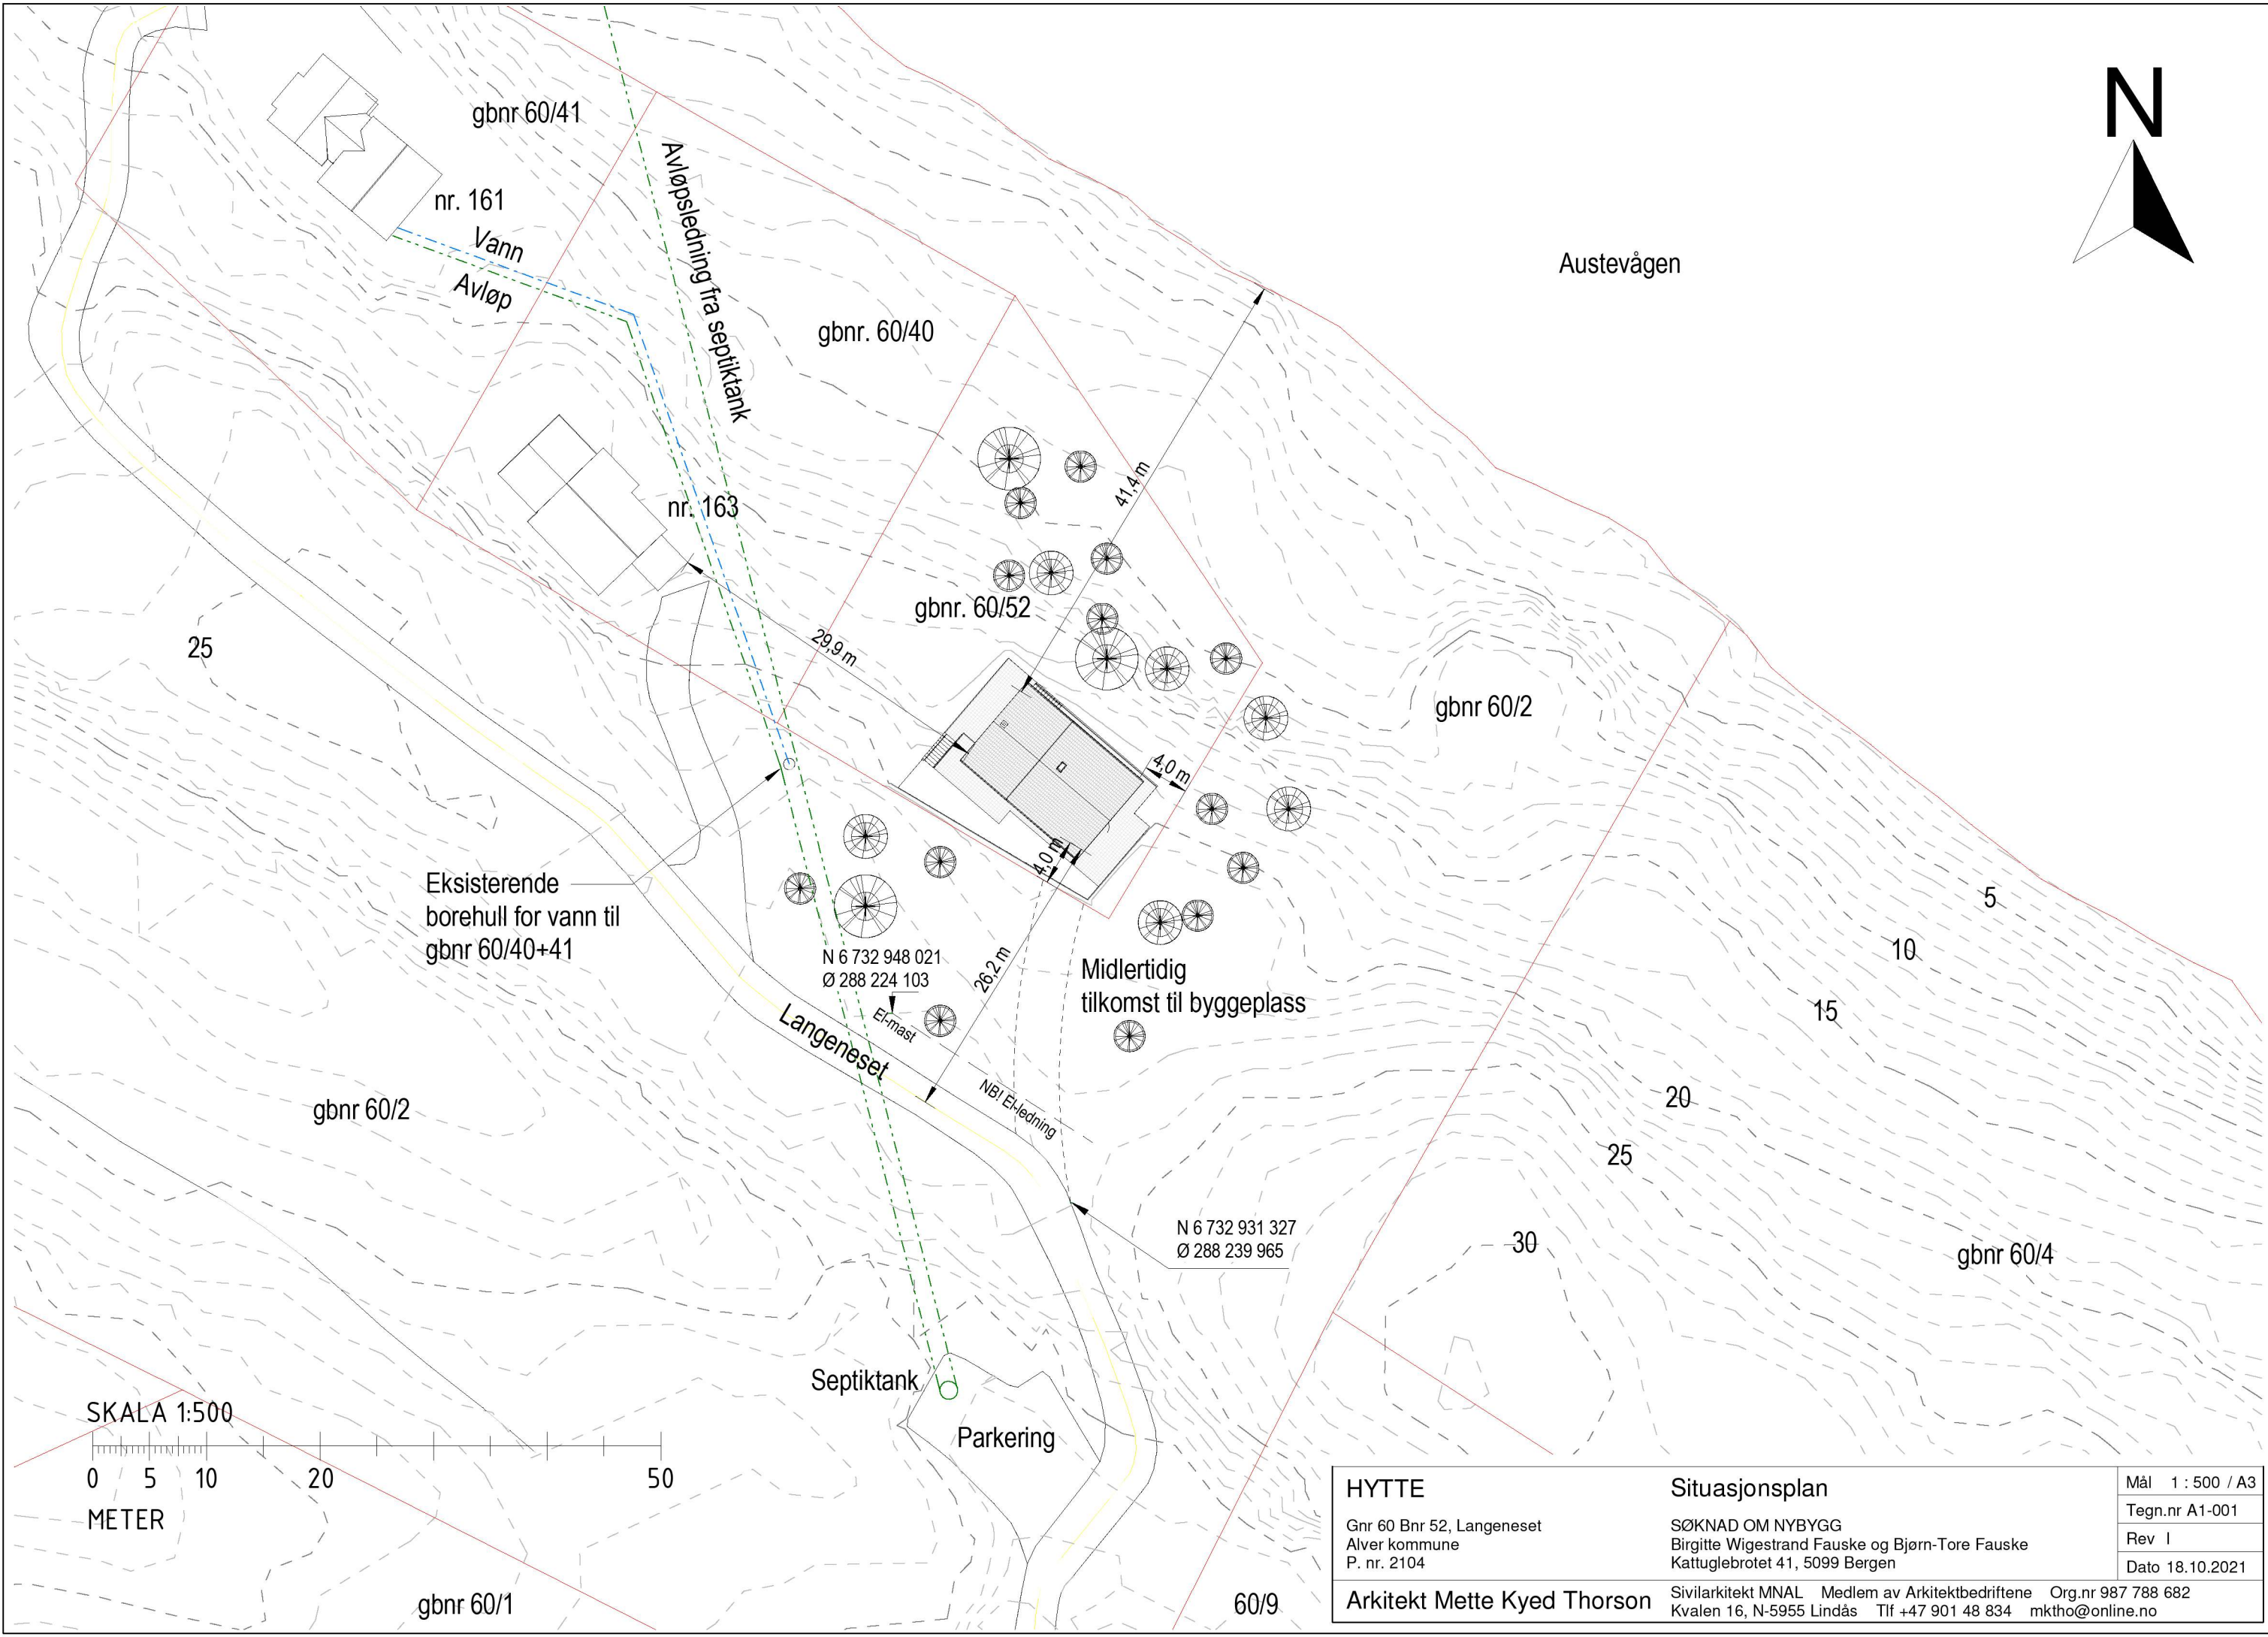 N
gbnr 60/41
nr. 161
Vann
Avløp
Avløpsledning fra septiktank
gbnr. 60/40
Austevågen
41,4 m
nr. 163
gbnr. 60/52
29,9 m
25
gbnr 60/2
4,0 m
4,0 m
Eksisterende
borehull for vann til
gbnr 60/40+41
N 6 732 948 021
Ø 288 224 103
El-mast
26,2 m
Midlertidig
tilkomst til byggeplass
Langeneset
NB! El-ledning
5
10
15
20
25
30
gbnr 60/2
N 6 732 931 327
Ø 288 239 965
gbnr 60/4
Septiktank
Parkering
SKALA 1:500
0 5 10 20 50
METER
gbnr 60/1
60/9
HYTTE
Gnr 60 Bnr 52, Langeneset
Alver kommune
P. nr. 2104
Situasjonsplan
SØKNAD OM NYBYGG
Birgitte Wigestrand Fauske og Bjørn-Tore Fauske
Kattuglebrotet 41, 5099 Bergen
Mål 1 : 500 / A3
Tegn.nr A1-001
Rev I
Dato 18.10.2021
Arkitekt Mette Kyed Thorson
Sivilarkitekt MNAL Medlem av Arkitektbedriftene Org.nr 987 788 682
Kvalen 16, N-5955 Lindås Tlf +47 901 48 834 mktho@online.no